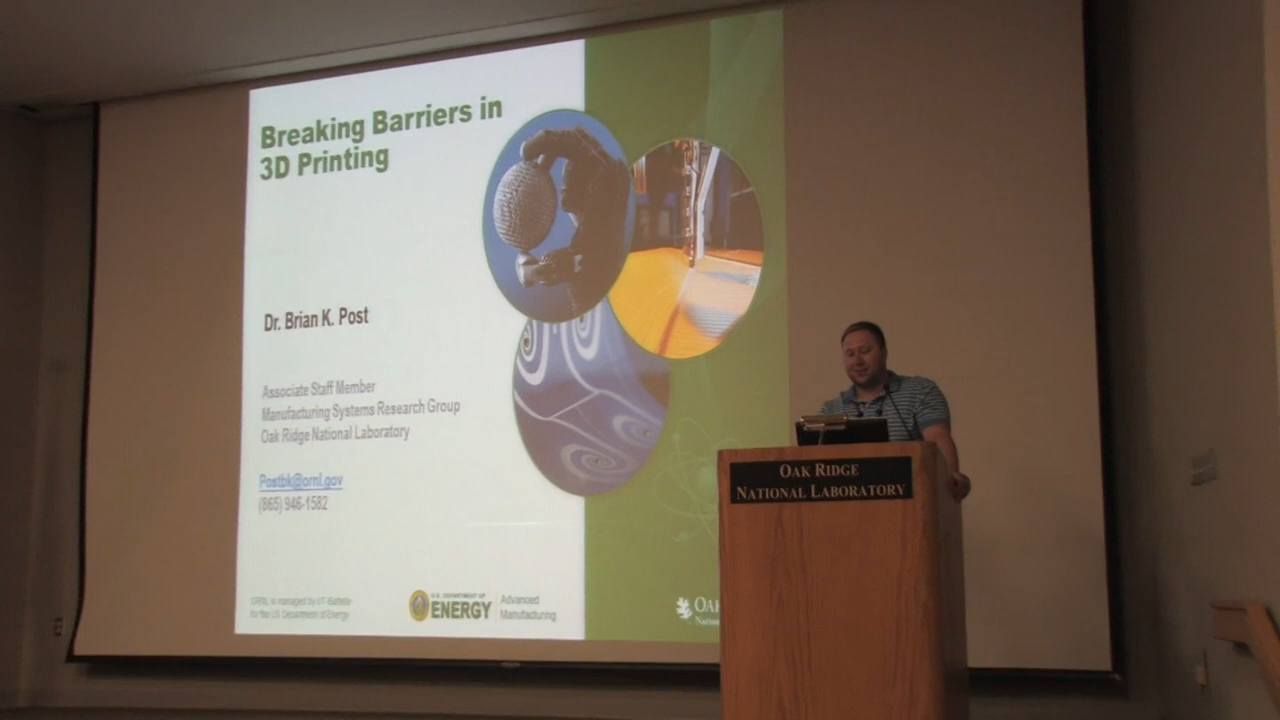 Breaking Barriers in
3D Printing
Dr. Brian K. Post
Associate Staff Member
Manufacturing Systems Research Group
Oak Ridge National Laboratory
Postbk@ornl.gov
(865) 946-1582
ORNL is managed by UT-Battelle
for the US Department of Energy
U.S. DEPARTMENT OF
ENERGY
Advanced
Manufacturing
OAK RIDGE
NATIONAL LABORATORY